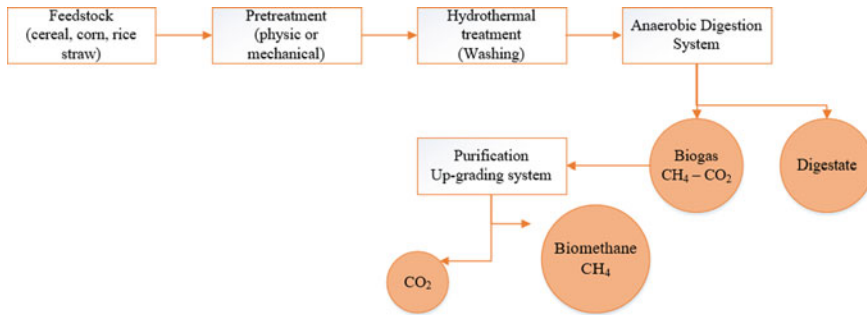 Feedstock
(cereal, corn, rice
straw)
Pretreatment
(physic or
mechanical)
Hydrothermal
treatment
(Washing)
Anaerobic Digestion
System
Purification
Up-grading system
Biogas
CH₄ – CO₂
Digestate
Biomethane
CH₄
CO₂